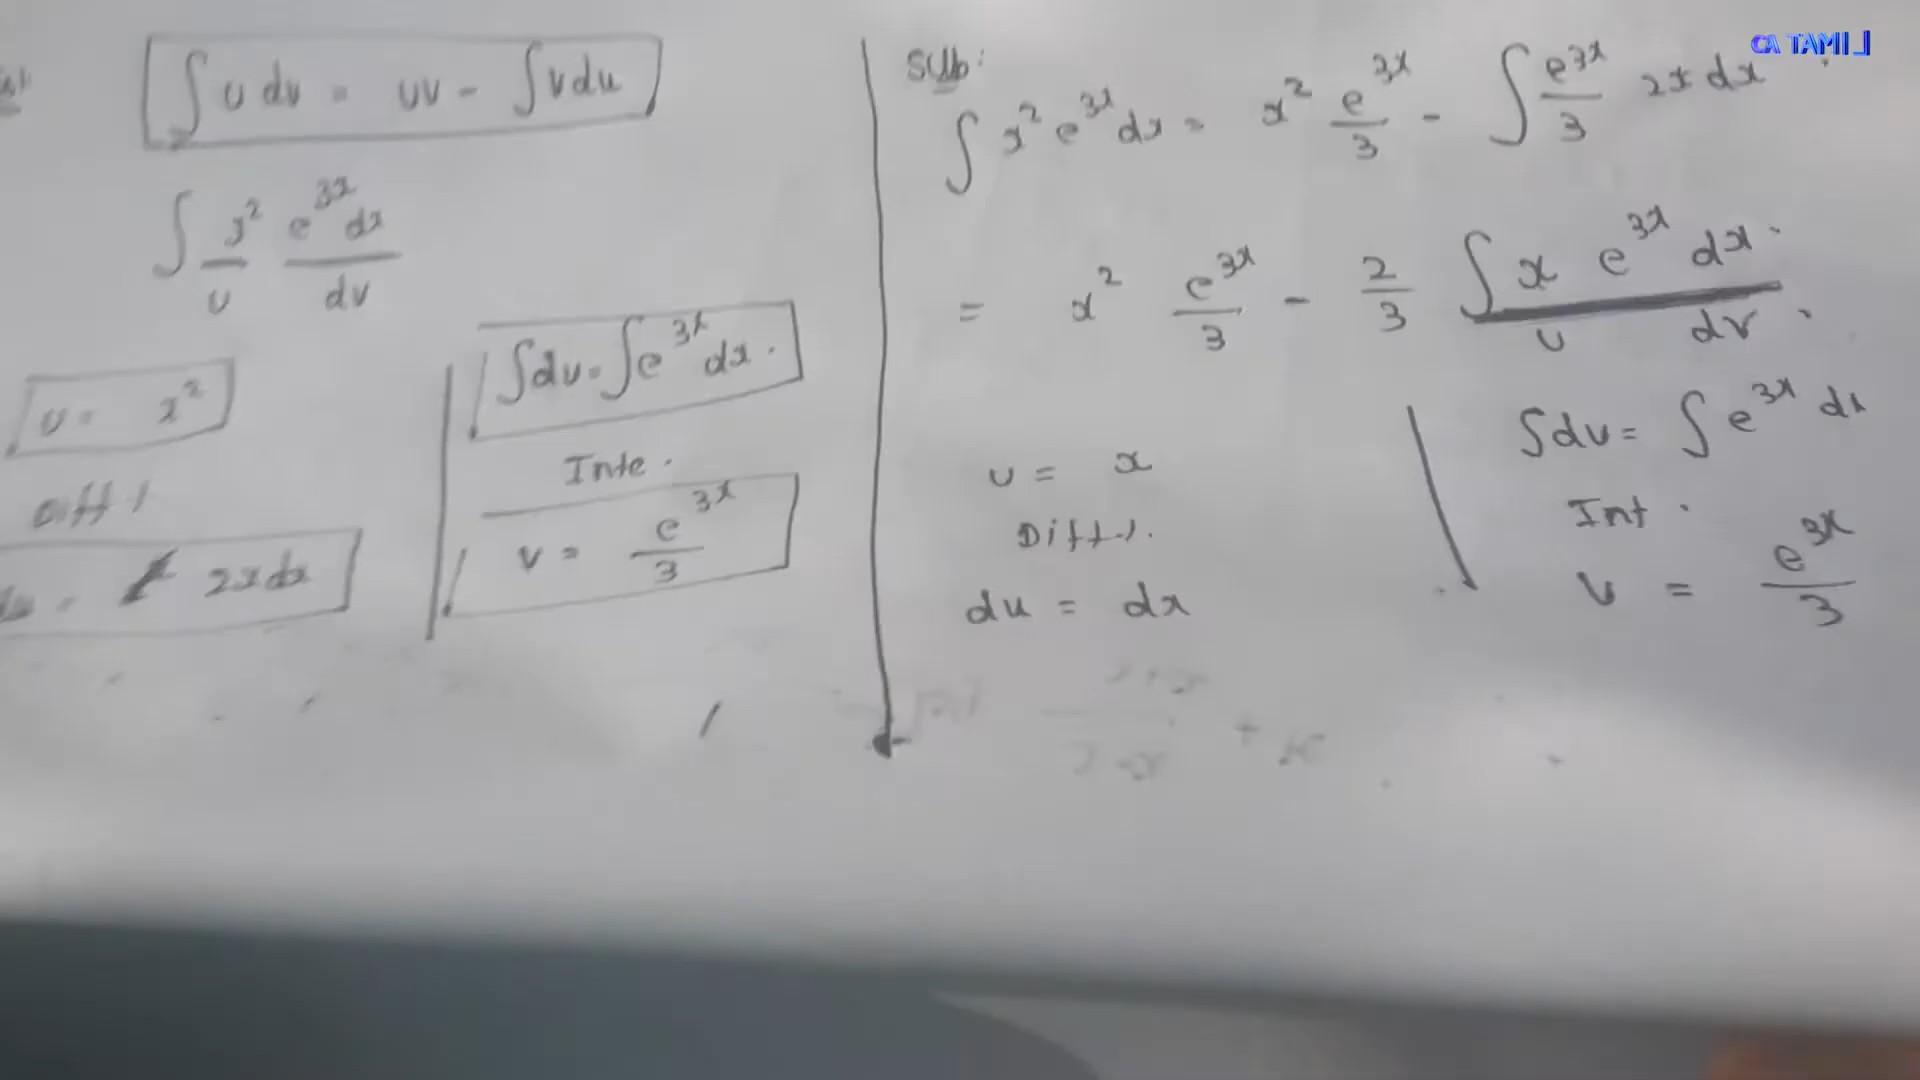 ∫ u dv = uv - ∫ v du
∫ x² e^{3x} dx
u dv
u = x²
Diff
2x dx
∫ dv = ∫ e^{3x} dx.
Inte.
v = e^{3x}/3
Sub:
∫ x² e^{3x} dx = x² e^{3x}/3 - ∫ e^{3x}/3 2x dx
= x² e^{3x}/3 - 2/3 ∫ x e^{3x} dx.
u dv.
u = x
Diff.
du = dx
∫ dv = ∫ e^{3x} dx
Int.
v = e^{3x}/3
CA TAMIL